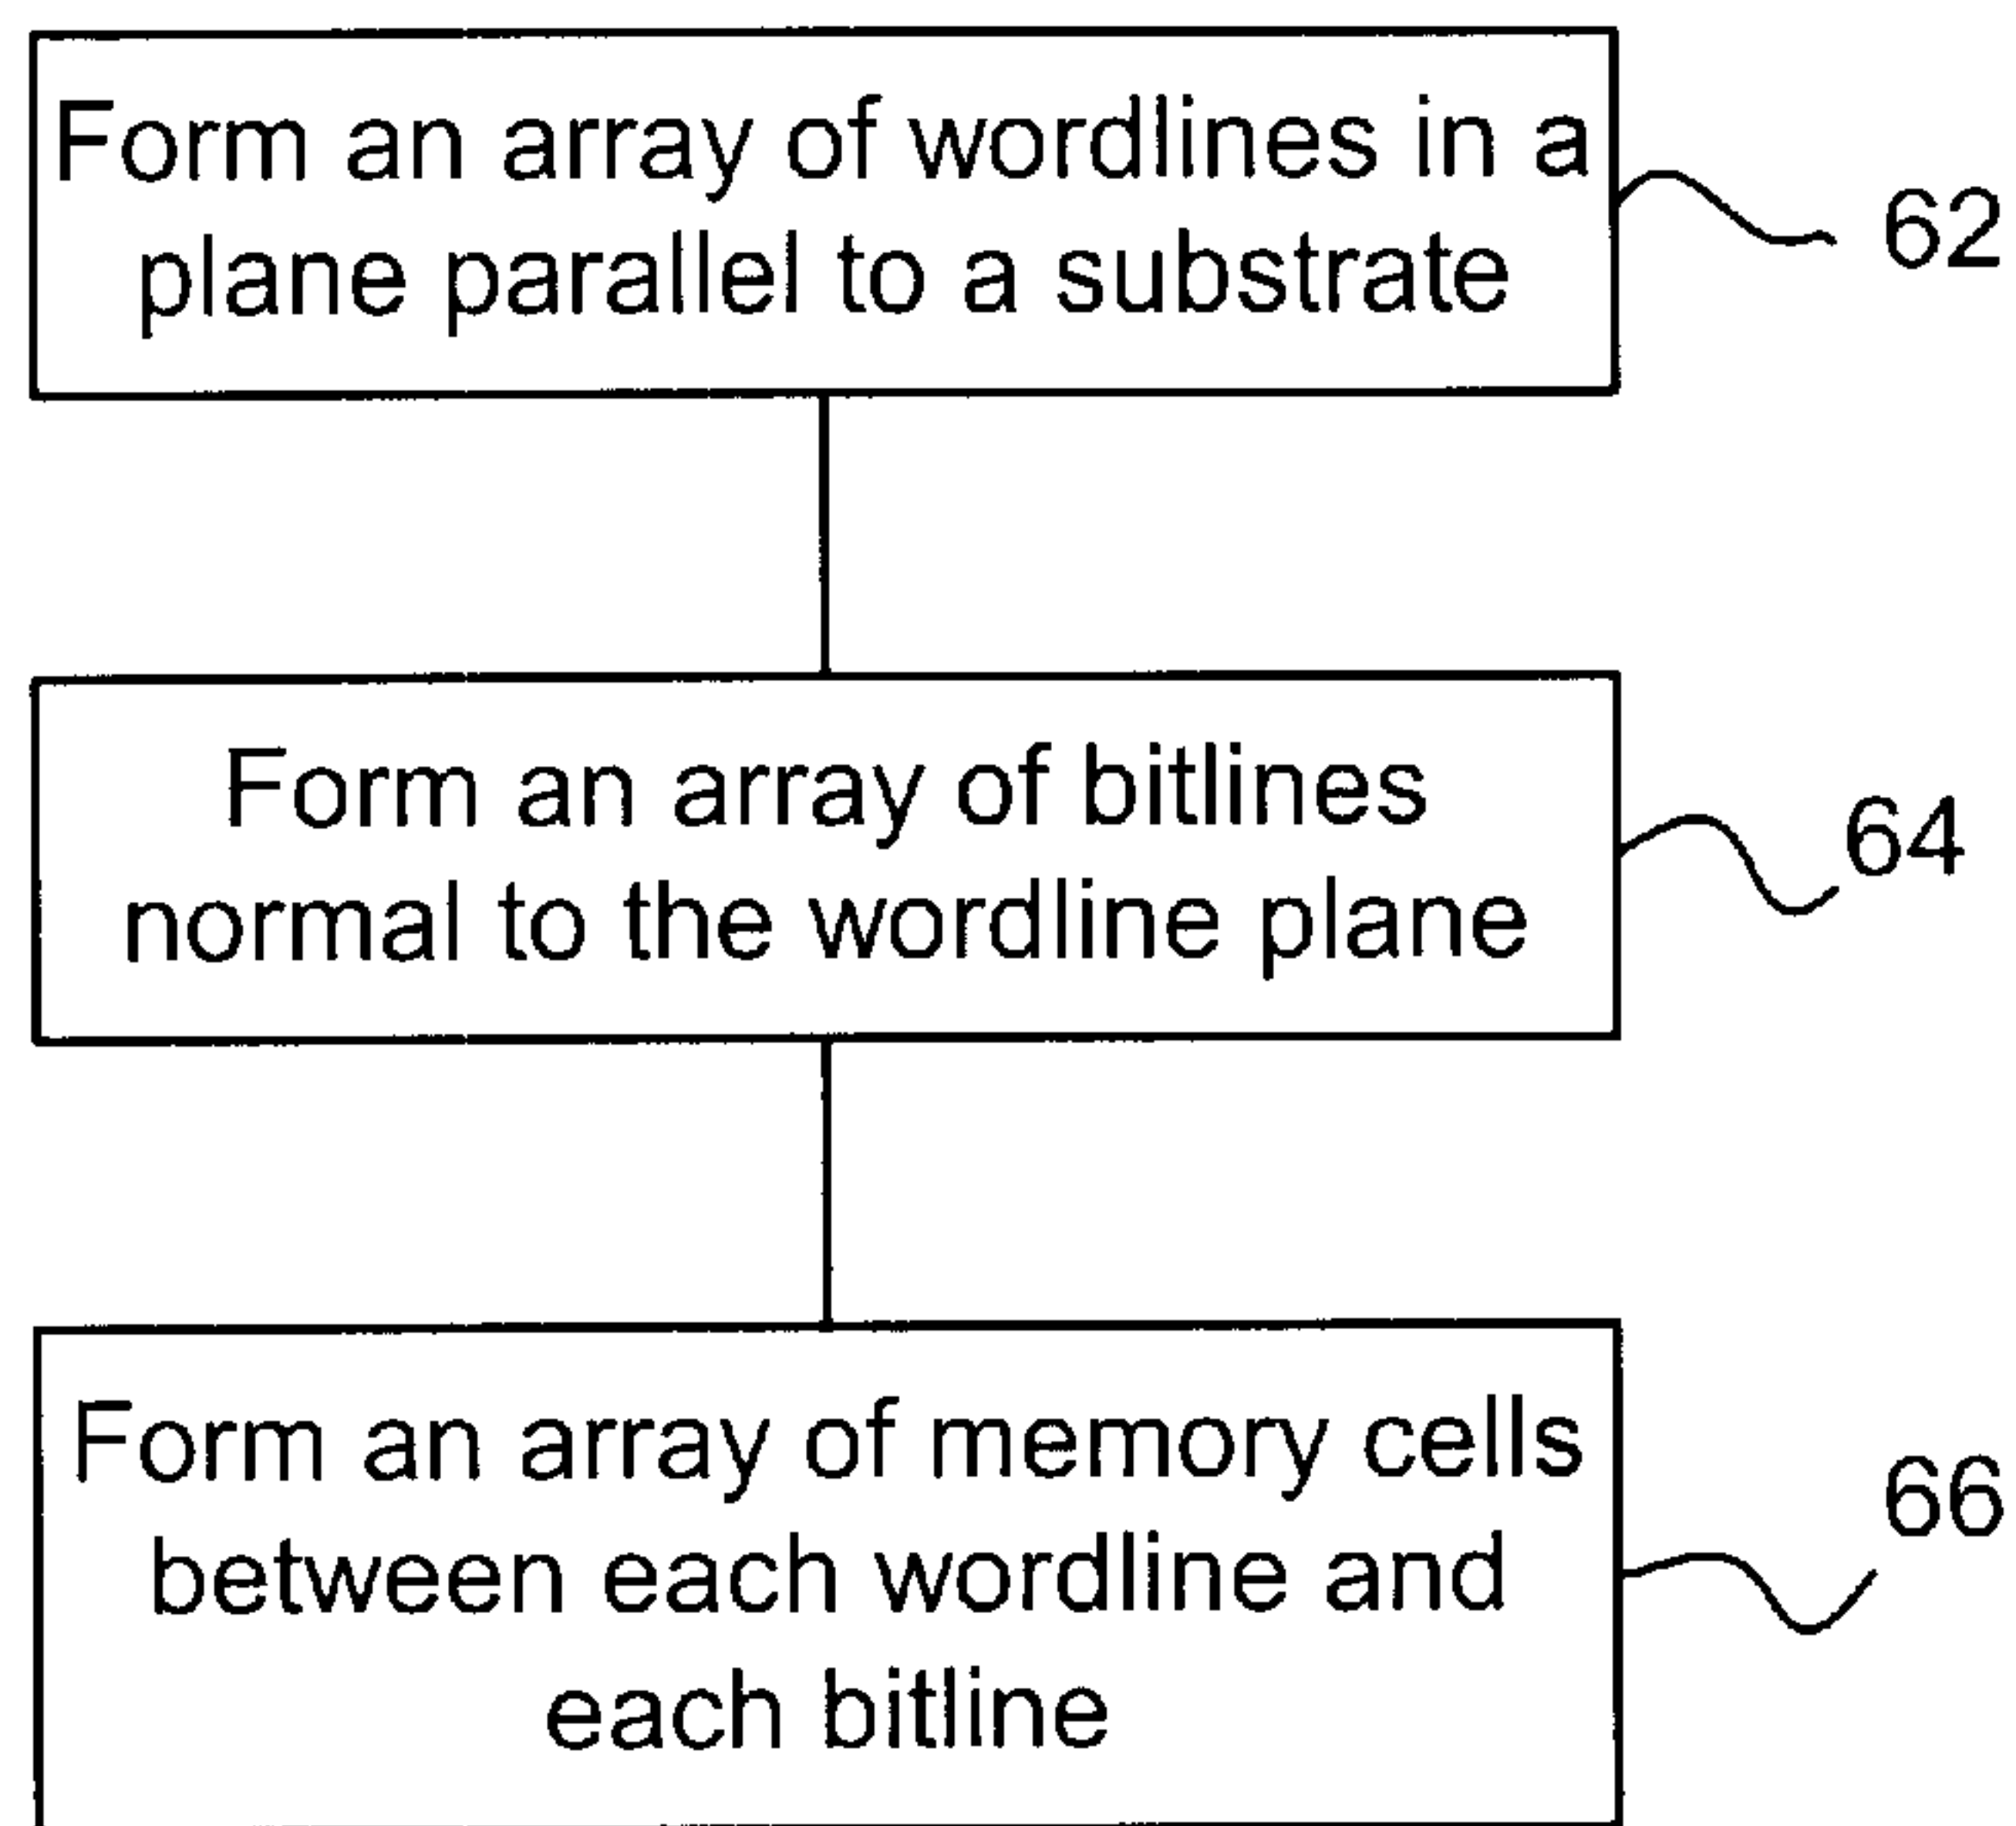 Form an array of wordlines in a
plane parallel to a substrate
62
Form an array of bitlines
normal to the wordline plane
64
Form an array of memory cells
between each wordline and
each bitline
66